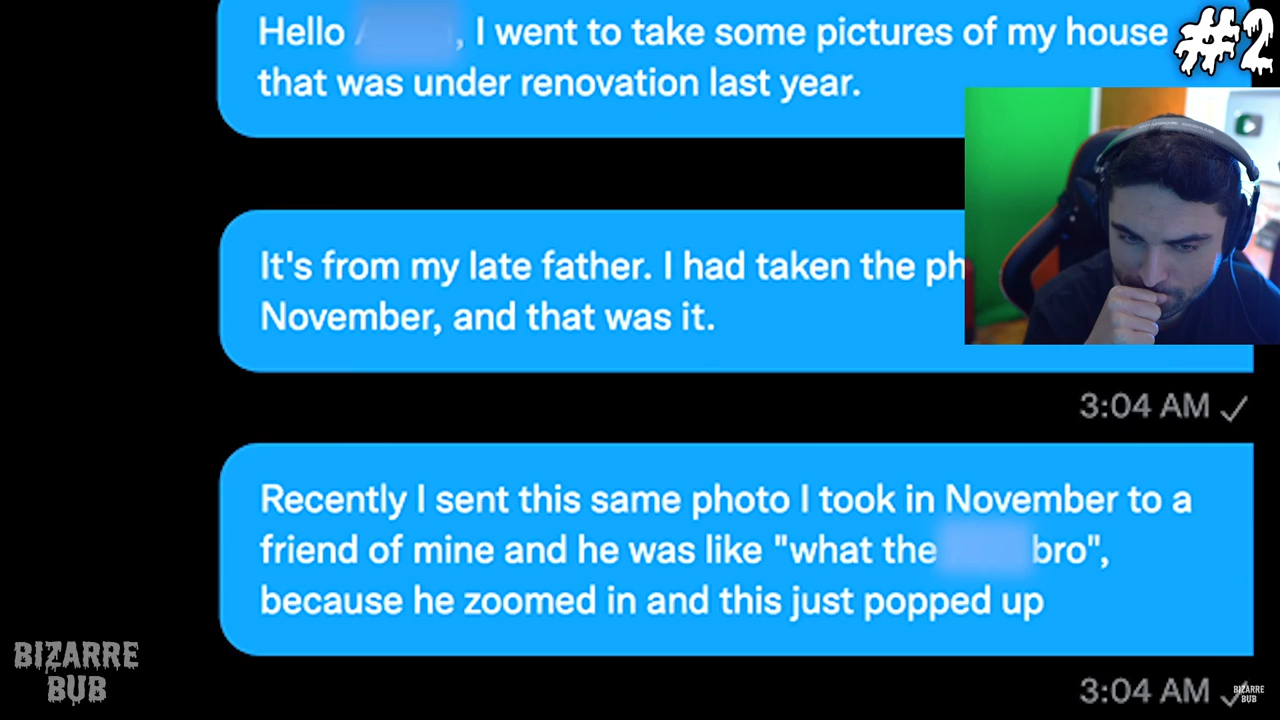 #2
Hello , I went to take some pictures of my house
that was under renovation last year.
It's from my late father. I had taken the
November, and that was it.
3:04 AM
Recently I sent this same photo I took in November to a
friend of mine and he was like "what the bro",
because he zoomed in and this just popped up
3:04 AM
BIZARRE
BUB
BIZARRE
BUB